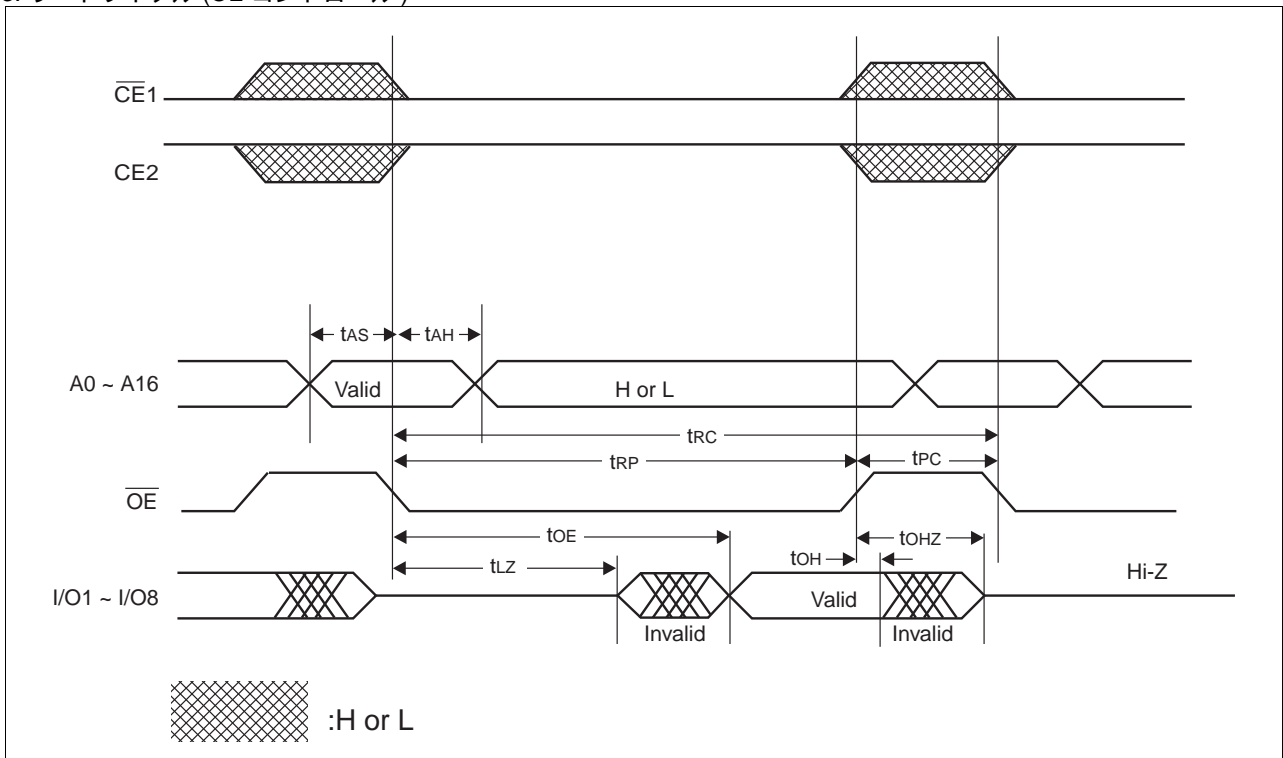 CE1
CE2
tAS
tAH
A0 ~ A16
Valid
H or L
tRC
tRP
tPC
OE
tOE
tOH
tOHZ
tLZ
Hi-Z
I/O1 ~ I/O8
Valid
Invalid
Invalid
:H or L